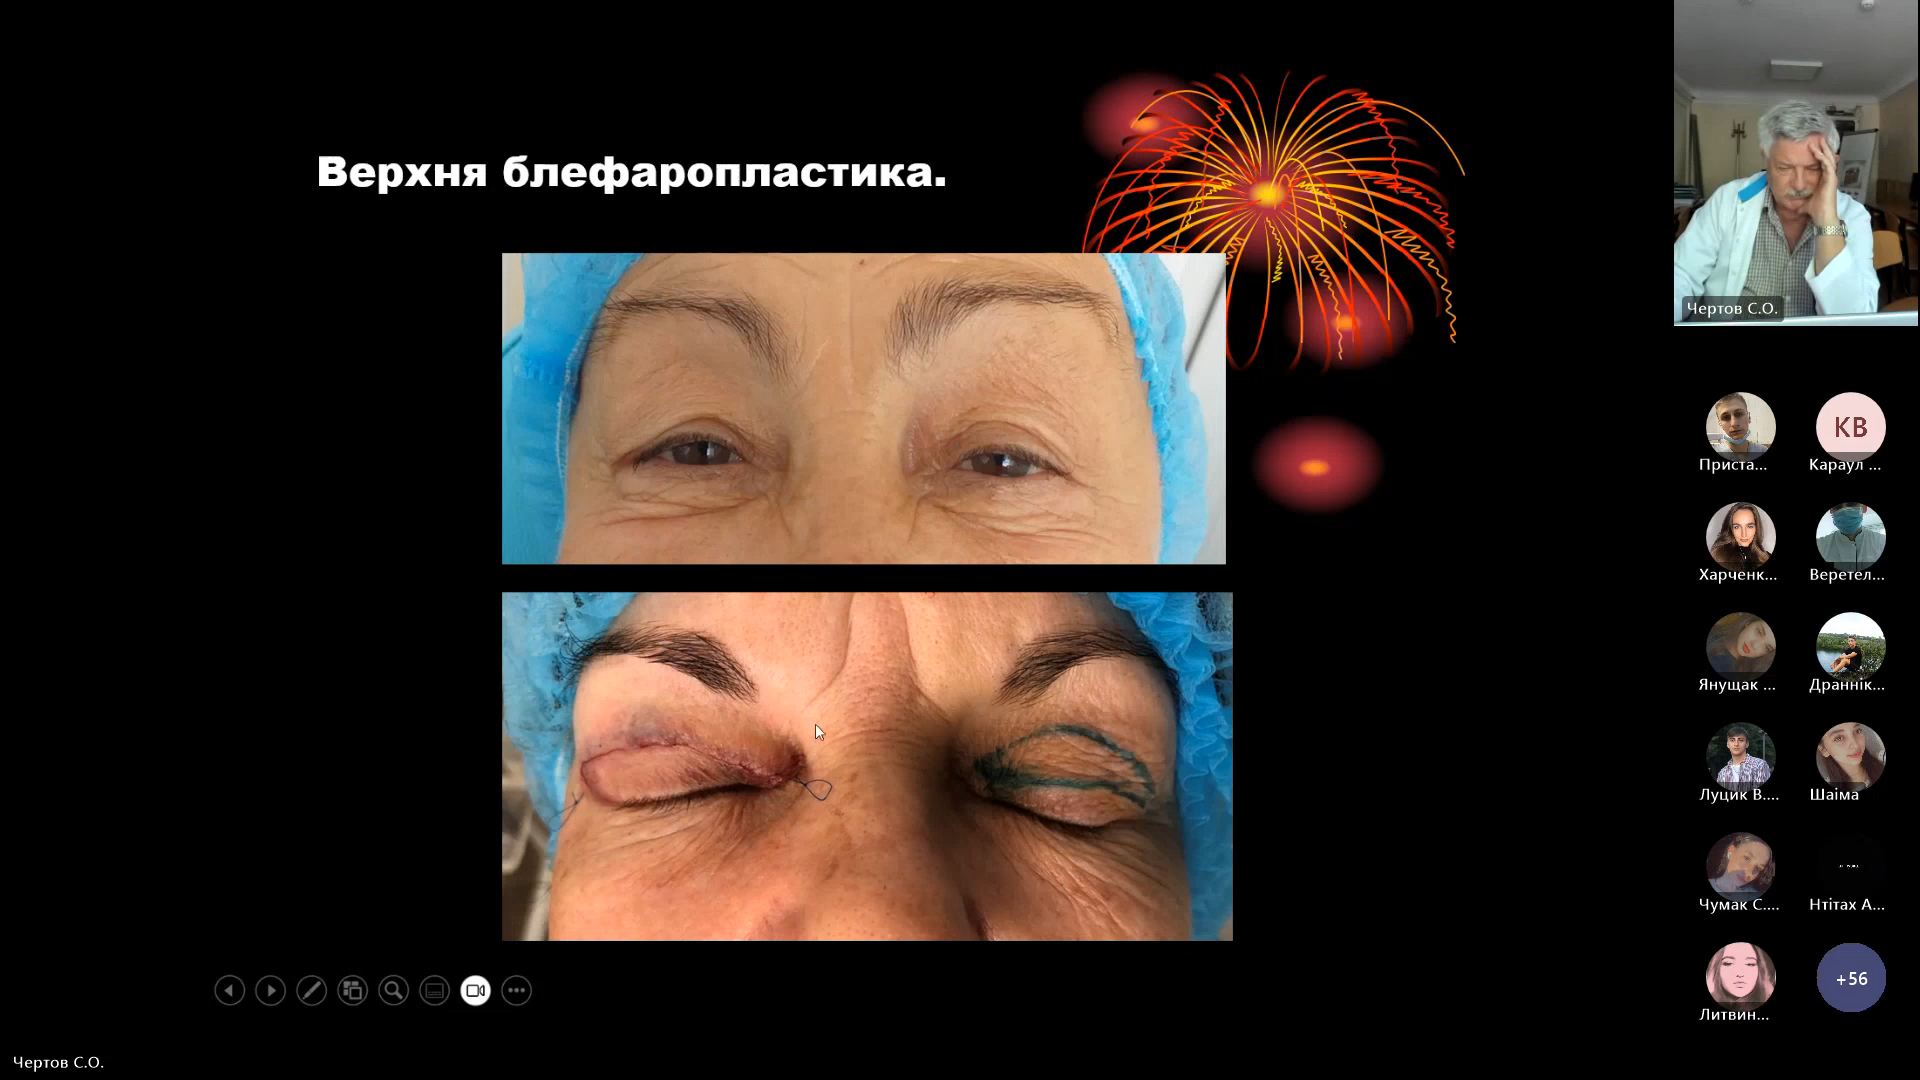 Верхня блефаропластика.
Чертов С.О.
Приста...
КВ
Караул ...
Харченк...
Веретел...
Янущак ...
Драннік...
Луцик В....
Шаіма
Чумак С....
Нтітах А...
Литвин...
+56
Чертов С.О.